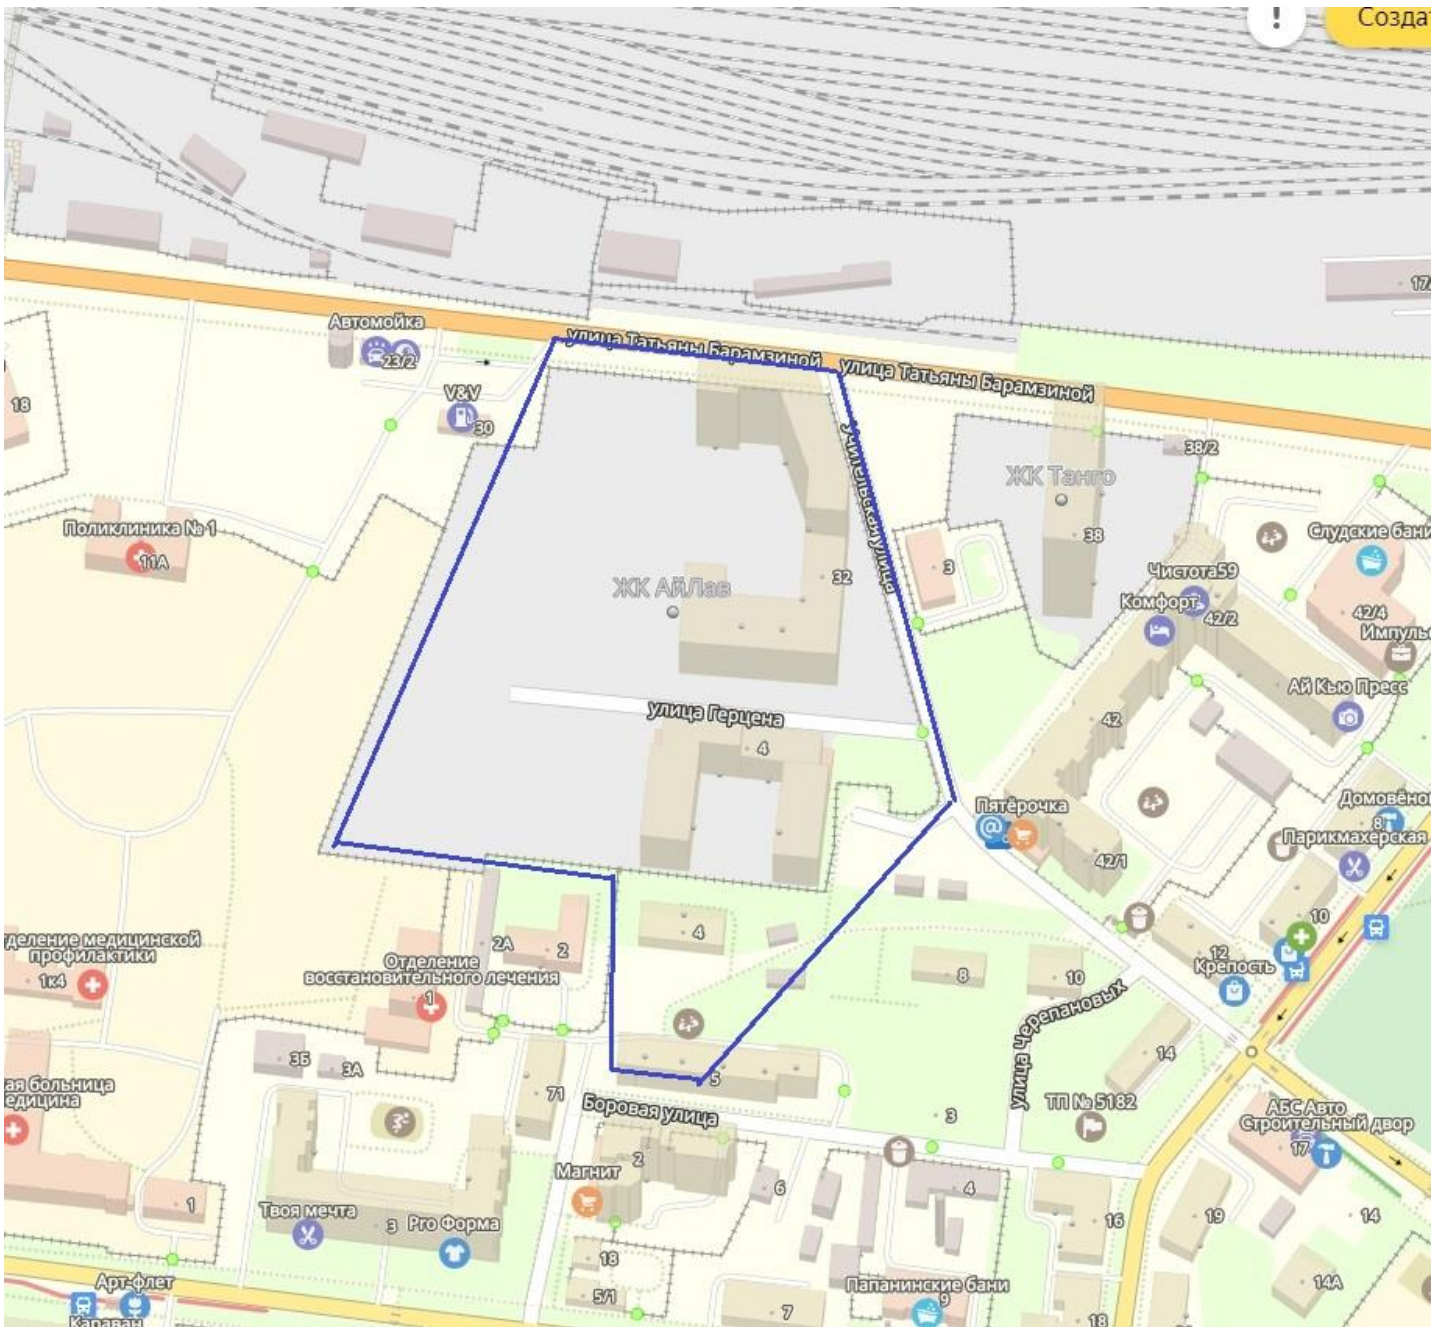 !
Созда
17
Автомойка
23/2
улица Татьяны Барамзиной
улица Татьяны Барамзиной
18
V&V
30
38/2
ЖК Танго
Учительская улица
Поликлиника № 1
11А
38
Слудские бани
3
Чистота59
ЖК АйЛав
32
Комфорт
42/2
42/4
Импуль
Ай Кью Пресс
улица Герцена
42
4
Пятёрочка
Домовёно
8
Парикмахерская
42/1
10
4
2А
2
12
Крепость
деление медицинской
профилактики
1к4
Отделение
восстановительного лечения
1
8
10
улица Черепановых
3Б
3А
14
ая больница
едицина
71
5
Боровая улица
3
ТП № 5182
АБС Авто
Строительный двор
17
2
Магнит
6
4
1
Твоя мечта
3
Pro Форма
16
19
14
18
5/1
7
Папанинские бани
9
14А
18
Арт-флет
Караван